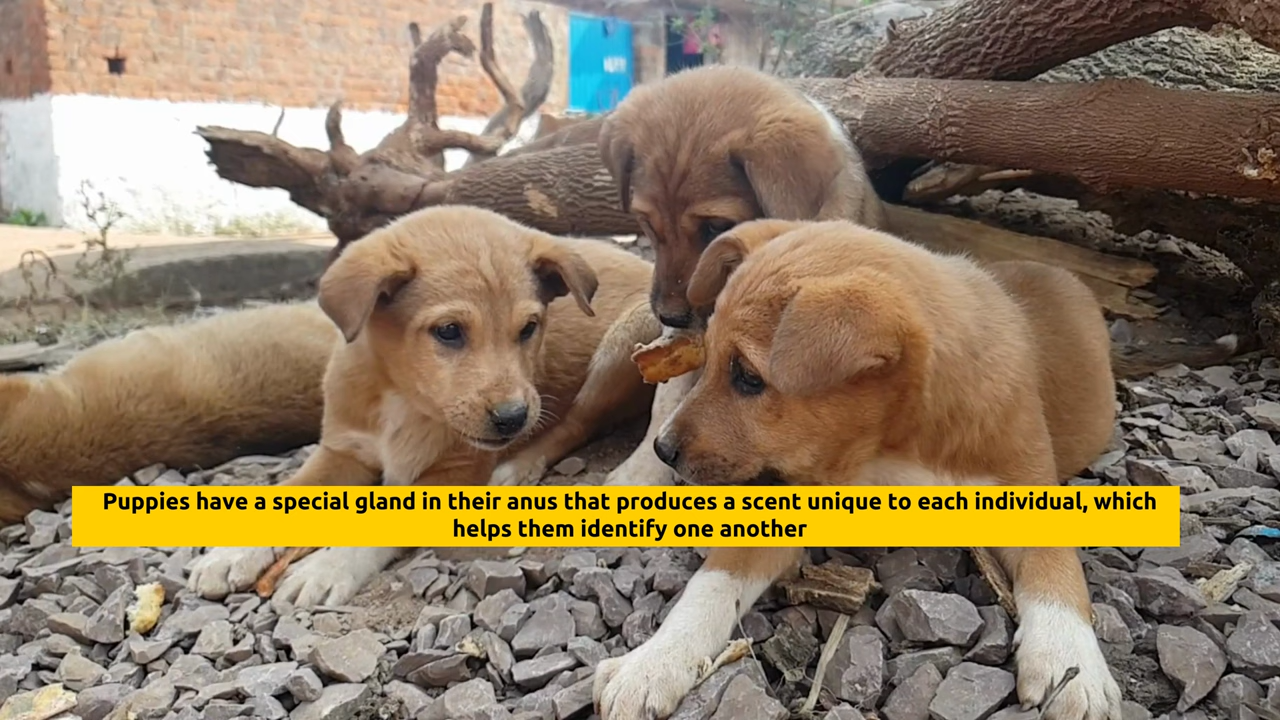 Puppies have a special gland in their anus that produces a scent unique to each individual, which
helps them identify one another